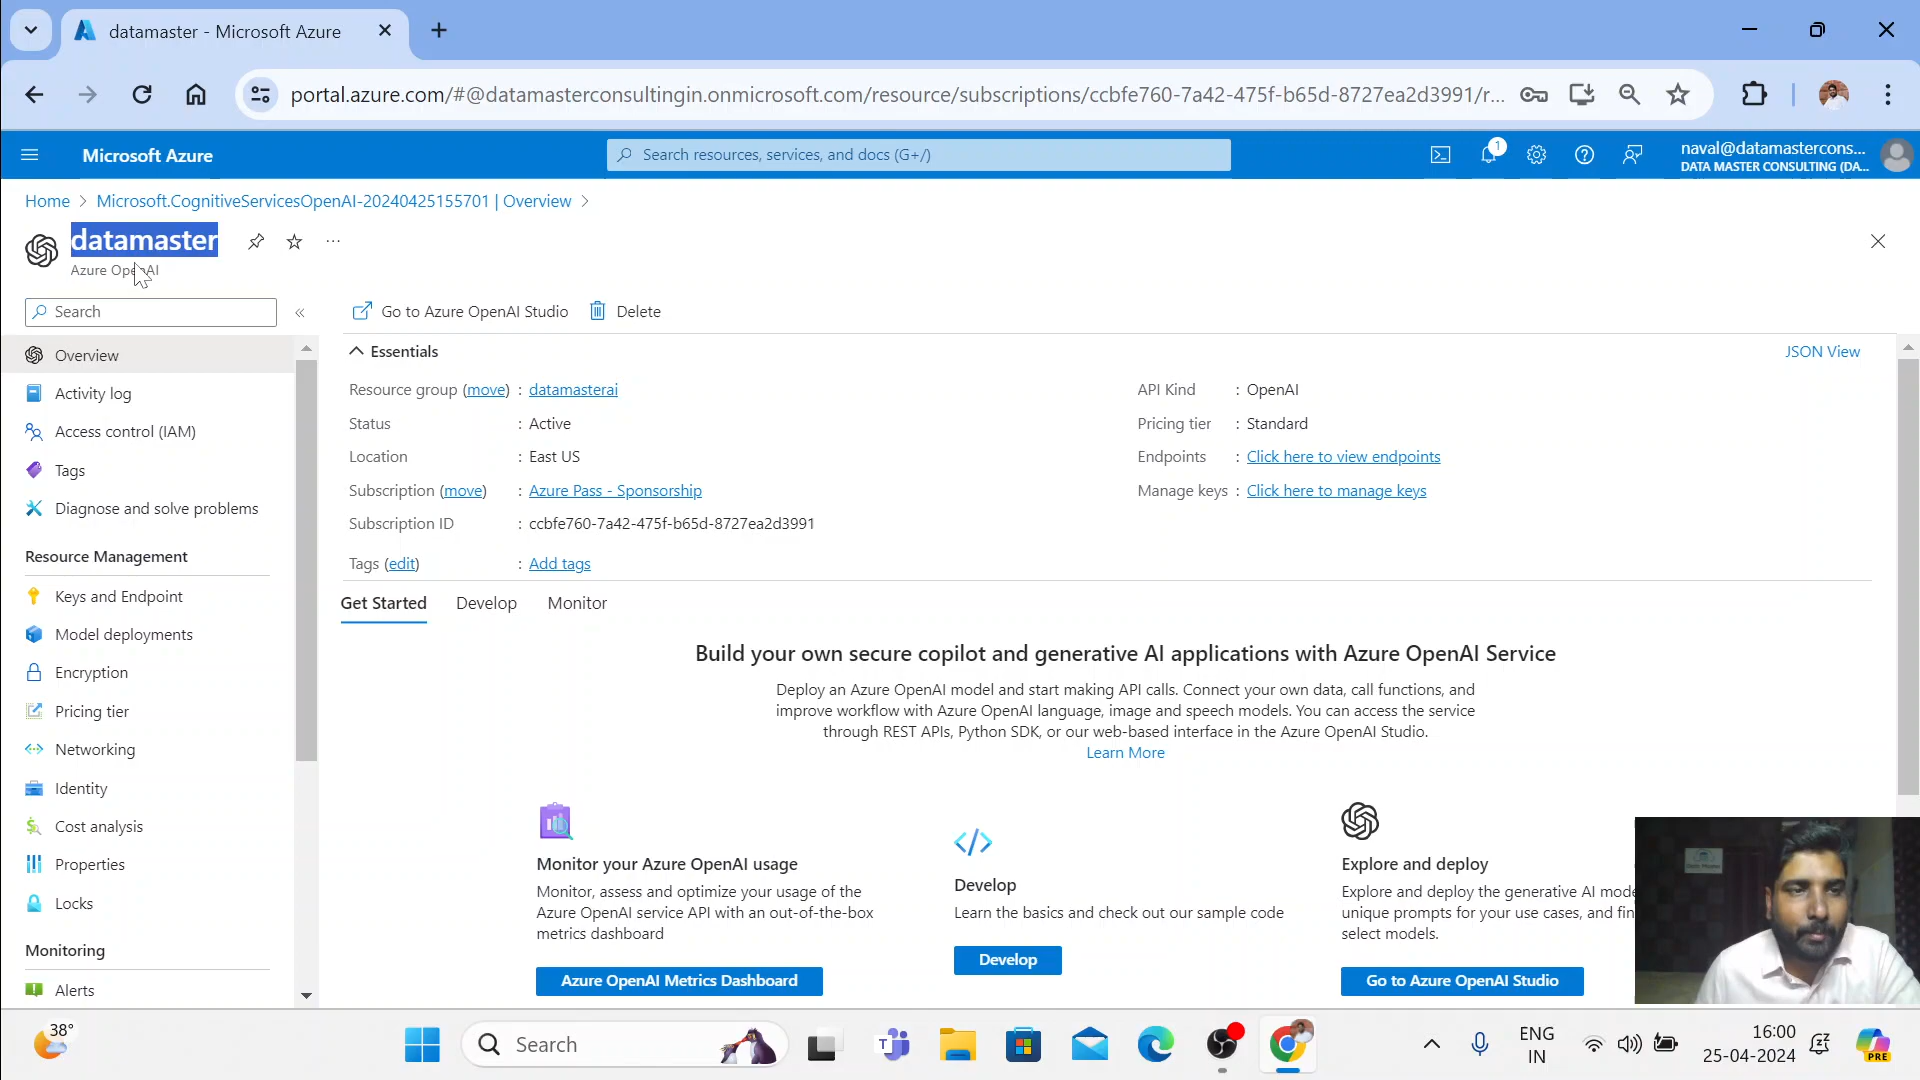 datamaster - Microsoft Azure
portal.azure.com/#@datamasterconsultingin.onmicrosoft.com/resource/subscriptions/ccbfe760-7a42-475f-b65d-8727ea2d3991/r...
Microsoft Azure
Search resources, services, and docs (G+/)
1
naval@datamastercons...
DATA MASTER CONSULTING (DA...
Home > Microsoft.CognitiveServicesOpenAI-20240425155701 | Overview >
datamaster
Azure OpenAI
Search
Go to Azure OpenAI Studio
Delete
Overview
Activity log
Access control (IAM)
Tags
Diagnose and solve problems
Resource Management
Keys and Endpoint
Model deployments
Encryption
Pricing tier
Networking
Identity
Cost analysis
Properties
Locks
Monitoring
Alerts
Essentials
JSON View
Resource group (move) : datamasterai
Status : Active
Location : East US
Subscription (move) : Azure Pass - Sponsorship
Subscription ID : ccbfe760-7a42-475f-b65d-8727ea2d3991
Tags (edit) : Add tags
API Kind : OpenAI
Pricing tier : Standard
Endpoints : Click here to view endpoints
Manage keys : Click here to manage keys
Get Started Develop Monitor
Build your own secure copilot and generative AI applications with Azure OpenAI Service
Deploy an Azure OpenAI model and start making API calls. Connect your own data, call functions, and
improve workflow with Azure OpenAI language, image and speech models. You can access the service
through REST APIs, Python SDK, or our web-based interface in the Azure OpenAI Studio.
Learn More
Monitor your Azure OpenAI usage
Monitor, assess and optimize your usage of the
Azure OpenAI service API with an out-of-the-box
metrics dashboard
Azure OpenAI Metrics Dashboard
Develop
Learn the basics and check out our sample code
Develop
Explore and deploy
Explore and deploy the generative AI mode
unique prompts for your use cases, and fin
select models.
Go to Azure OpenAI Studio
38°
Search
ENG
IN
16:00
25-04-2024
PRE